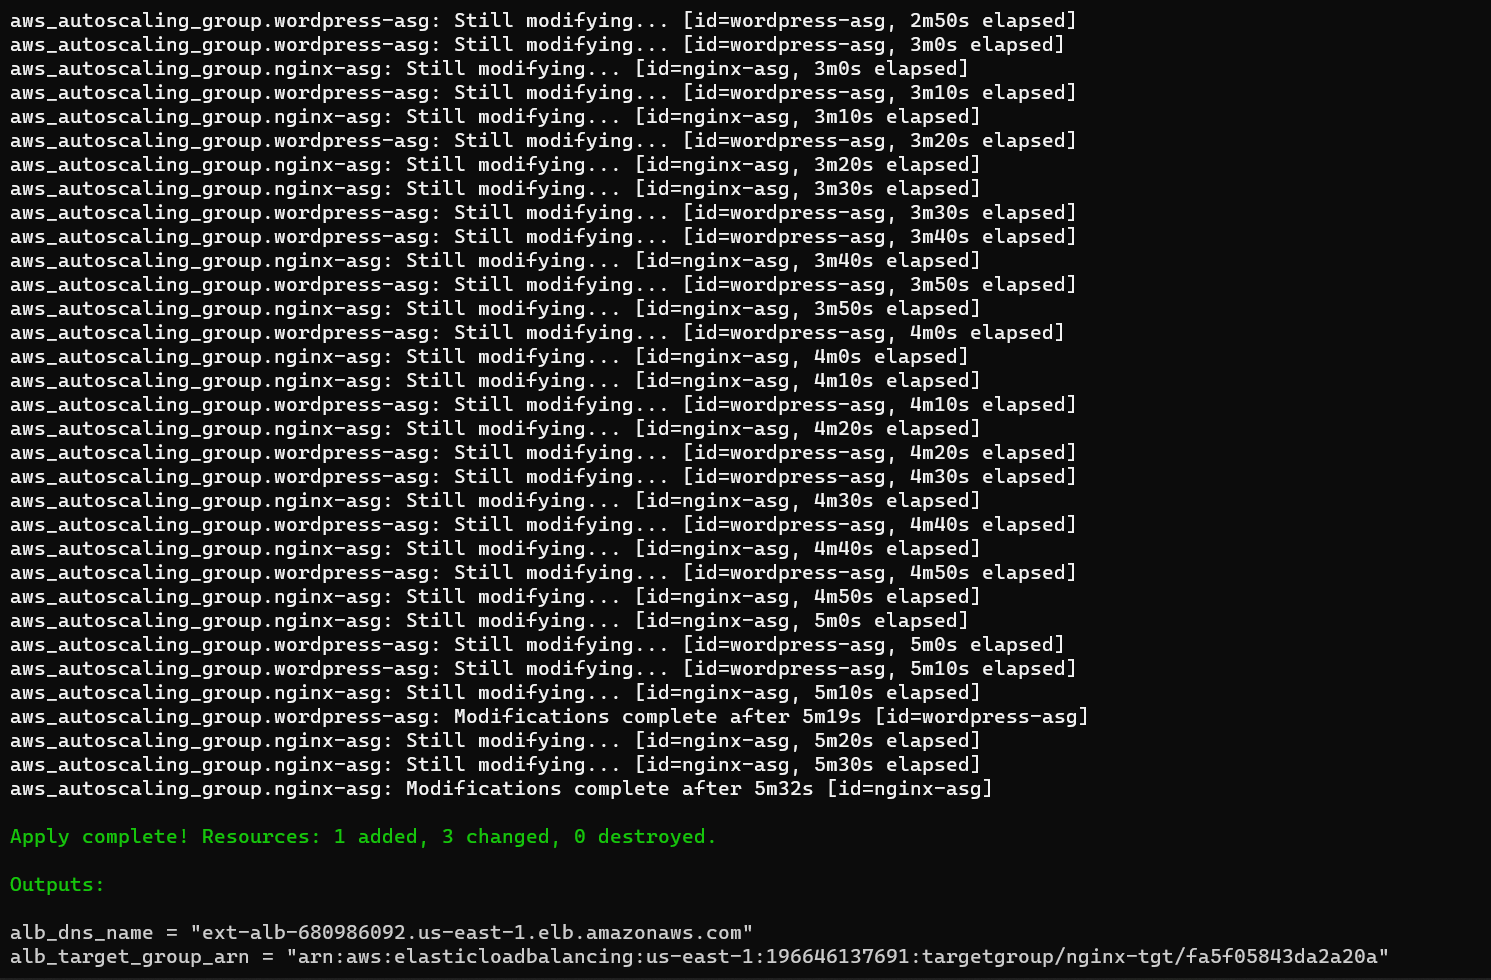 aws_autoscaling_group.wordpress-asg: Still modifying... [id=wordpress-asg, 2m50s elapsed]
aws_autoscaling_group.wordpress-asg: Still modifying... [id=wordpress-asg, 3m0s elapsed]
aws_autoscaling_group.nginx-asg: Still modifying... [id=nginx-asg, 3m0s elapsed]
aws_autoscaling_group.wordpress-asg: Still modifying... [id=wordpress-asg, 3m10s elapsed]
aws_autoscaling_group.nginx-asg: Still modifying... [id=nginx-asg, 3m10s elapsed]
aws_autoscaling_group.wordpress-asg: Still modifying... [id=wordpress-asg, 3m20s elapsed]
aws_autoscaling_group.nginx-asg: Still modifying... [id=nginx-asg, 3m20s elapsed]
aws_autoscaling_group.nginx-asg: Still modifying... [id=nginx-asg, 3m30s elapsed]
aws_autoscaling_group.wordpress-asg: Still modifying... [id=wordpress-asg, 3m30s elapsed]
aws_autoscaling_group.wordpress-asg: Still modifying... [id=wordpress-asg, 3m40s elapsed]
aws_autoscaling_group.nginx-asg: Still modifying... [id=nginx-asg, 3m40s elapsed]
aws_autoscaling_group.wordpress-asg: Still modifying... [id=wordpress-asg, 3m50s elapsed]
aws_autoscaling_group.nginx-asg: Still modifying... [id=nginx-asg, 3m50s elapsed]
aws_autoscaling_group.wordpress-asg: Still modifying... [id=wordpress-asg, 4m0s elapsed]
aws_autoscaling_group.nginx-asg: Still modifying... [id=nginx-asg, 4m0s elapsed]
aws_autoscaling_group.nginx-asg: Still modifying... [id=nginx-asg, 4m10s elapsed]
aws_autoscaling_group.wordpress-asg: Still modifying... [id=wordpress-asg, 4m10s elapsed]
aws_autoscaling_group.nginx-asg: Still modifying... [id=nginx-asg, 4m20s elapsed]
aws_autoscaling_group.wordpress-asg: Still modifying... [id=wordpress-asg, 4m20s elapsed]
aws_autoscaling_group.wordpress-asg: Still modifying... [id=wordpress-asg, 4m30s elapsed]
aws_autoscaling_group.nginx-asg: Still modifying... [id=nginx-asg, 4m30s elapsed]
aws_autoscaling_group.wordpress-asg: Still modifying... [id=wordpress-asg, 4m40s elapsed]
aws_autoscaling_group.nginx-asg: Still modifying... [id=nginx-asg, 4m40s elapsed]
aws_autoscaling_group.wordpress-asg: Still modifying... [id=wordpress-asg, 4m50s elapsed]
aws_autoscaling_group.nginx-asg: Still modifying... [id=nginx-asg, 4m50s elapsed]
aws_autoscaling_group.nginx-asg: Still modifying... [id=nginx-asg, 5m0s elapsed]
aws_autoscaling_group.wordpress-asg: Still modifying... [id=wordpress-asg, 5m0s elapsed]
aws_autoscaling_group.wordpress-asg: Still modifying... [id=wordpress-asg, 5m10s elapsed]
aws_autoscaling_group.nginx-asg: Still modifying... [id=nginx-asg, 5m10s elapsed]
aws_autoscaling_group.wordpress-asg: Modifications complete after 5m19s [id=wordpress-asg]
aws_autoscaling_group.nginx-asg: Still modifying... [id=nginx-asg, 5m20s elapsed]
aws_autoscaling_group.nginx-asg: Still modifying... [id=nginx-asg, 5m30s elapsed]
aws_autoscaling_group.nginx-asg: Modifications complete after 5m32s [id=nginx-asg]
Apply complete! Resources: 1 added, 3 changed, 0 destroyed.
Outputs:
alb_dns_name = "ext-alb-680986092.us-east-1.elb.amazonaws.com"
alb_target_group_arn = "arn:aws:elasticloadbalancing:us-east-1:196646137691:targetgroup/nginx-tgt/fa5f05843da2a20a"